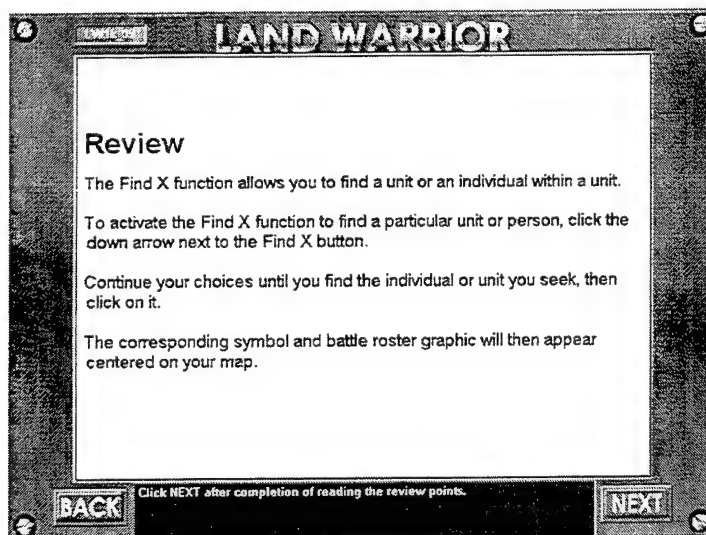 LAND WARRIOR
Review
The Find X function allows you to find a unit or an individual within a unit.
To activate the Find X function to find a particular unit or person, click the
down arrow next to the Find X button.
Continue your choices until you find the individual or unit you seek, then
click on it.
The corresponding symbol and battle roster graphic will then appear
centered on your map.
BACK
Click NEXT after completion of reading the review points.
NEXT